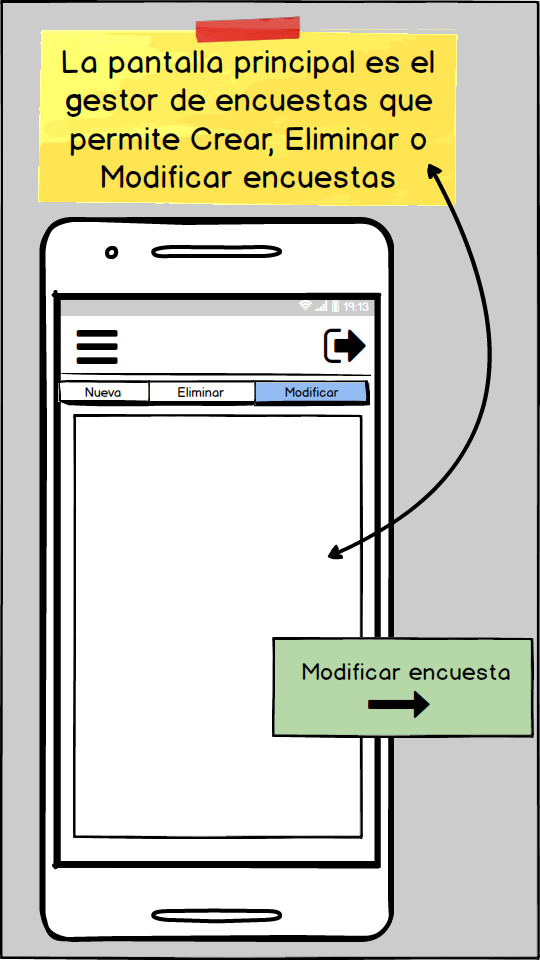 La pantalla principal es el
gestor de encuestas que
permite Crear, Eliminar o
Modificar encuestas
19:13
Nueva Eliminar Modificar
Modificar encuesta